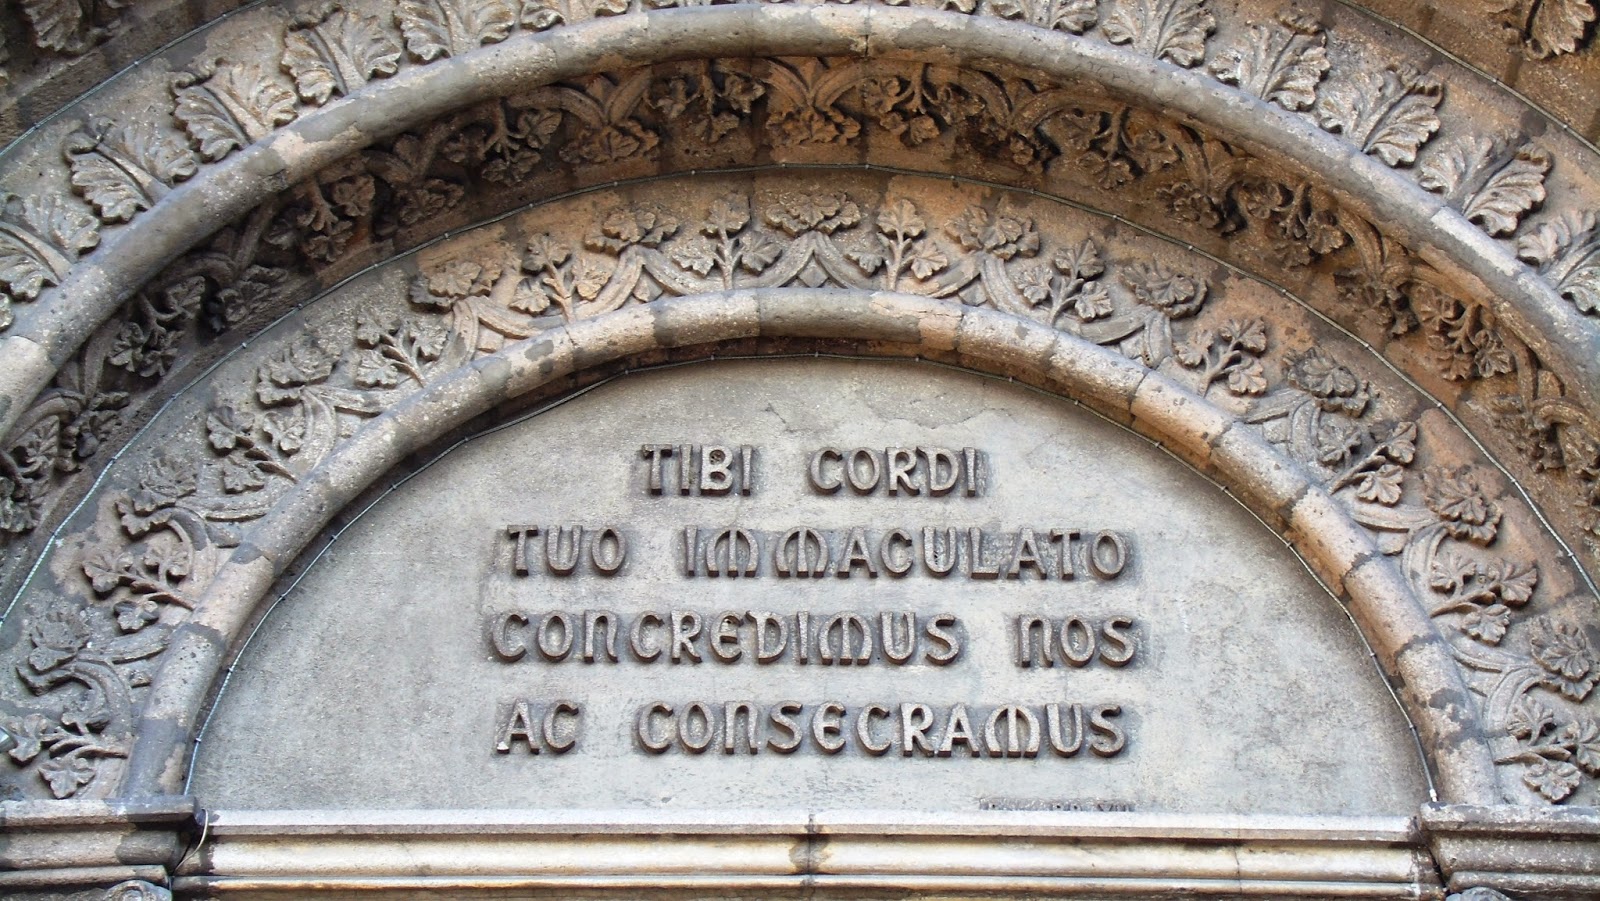 TIBI CORDI
TUO IMMACULATO
CONCREDIMUS NOS
AC CONSECRAMUS